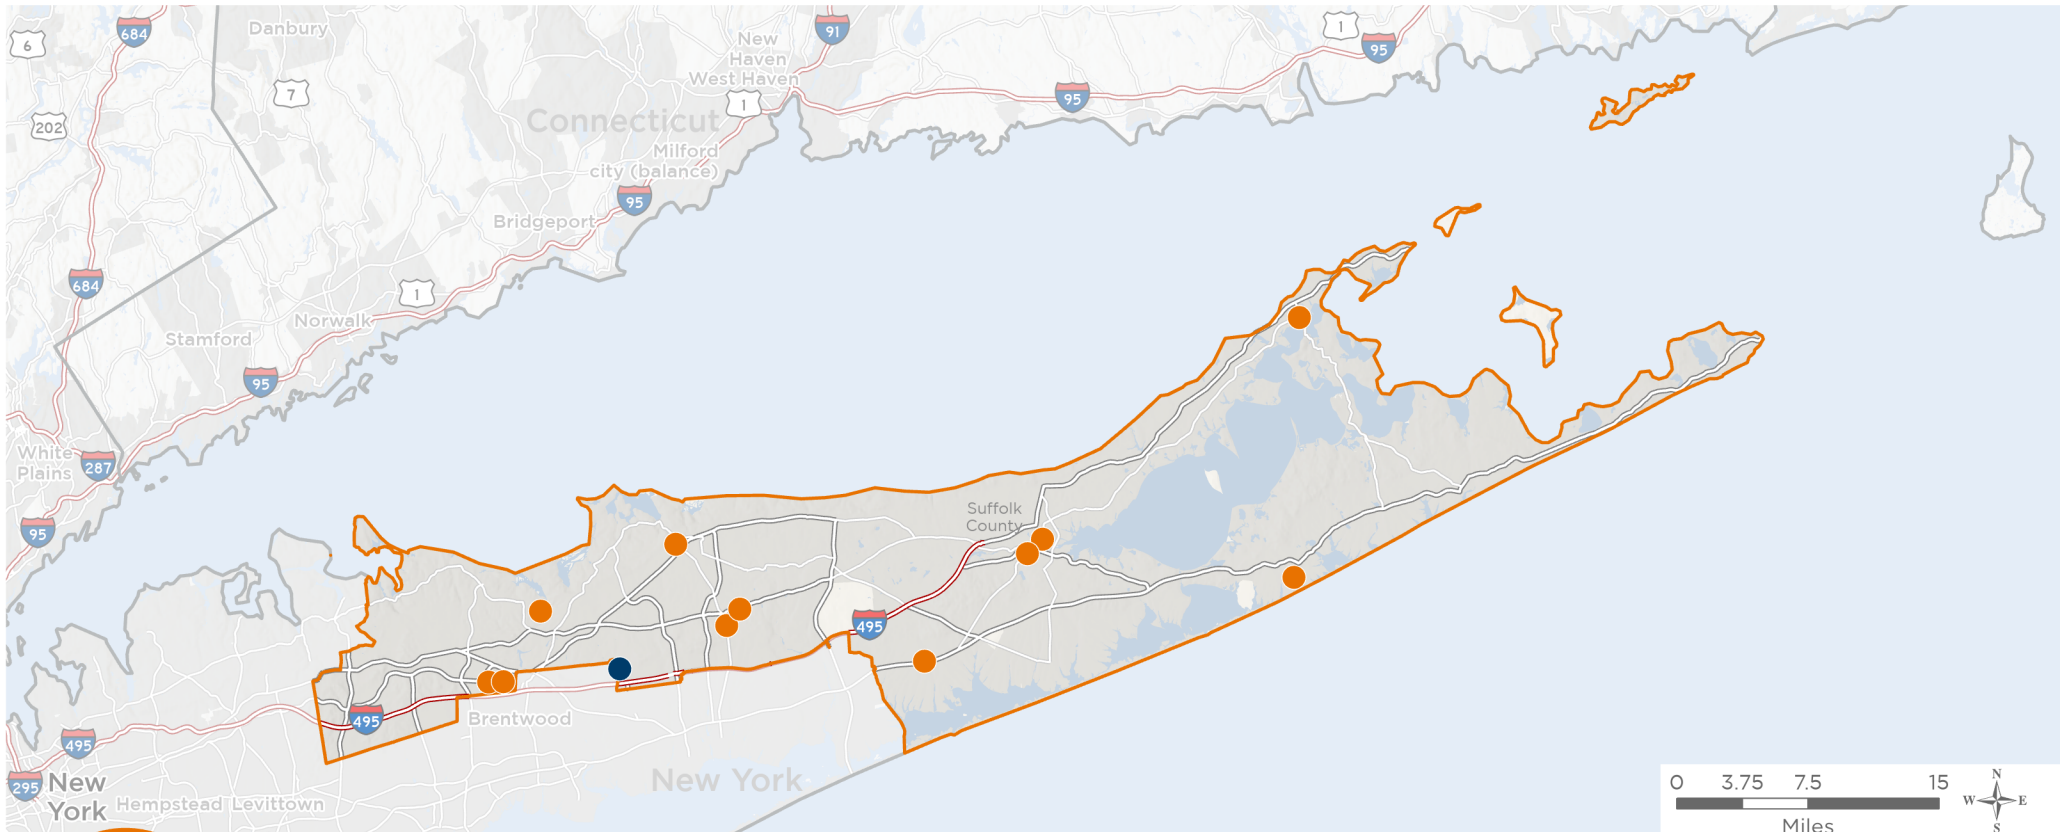 684
91
1
95
6
Danbury
New
Haven
West Haven
7
1
95
202
Connecticut
Milford
city (balance)
95
Bridgeport
684
1
Norwalk
Stamford
95
White
Plains
287
95
Suffolk
County
495
495
Brentwood
495
295
New
York
Hempstead
Levittown
New York
0 3.75 7.5 15
Miles
N
W E
S